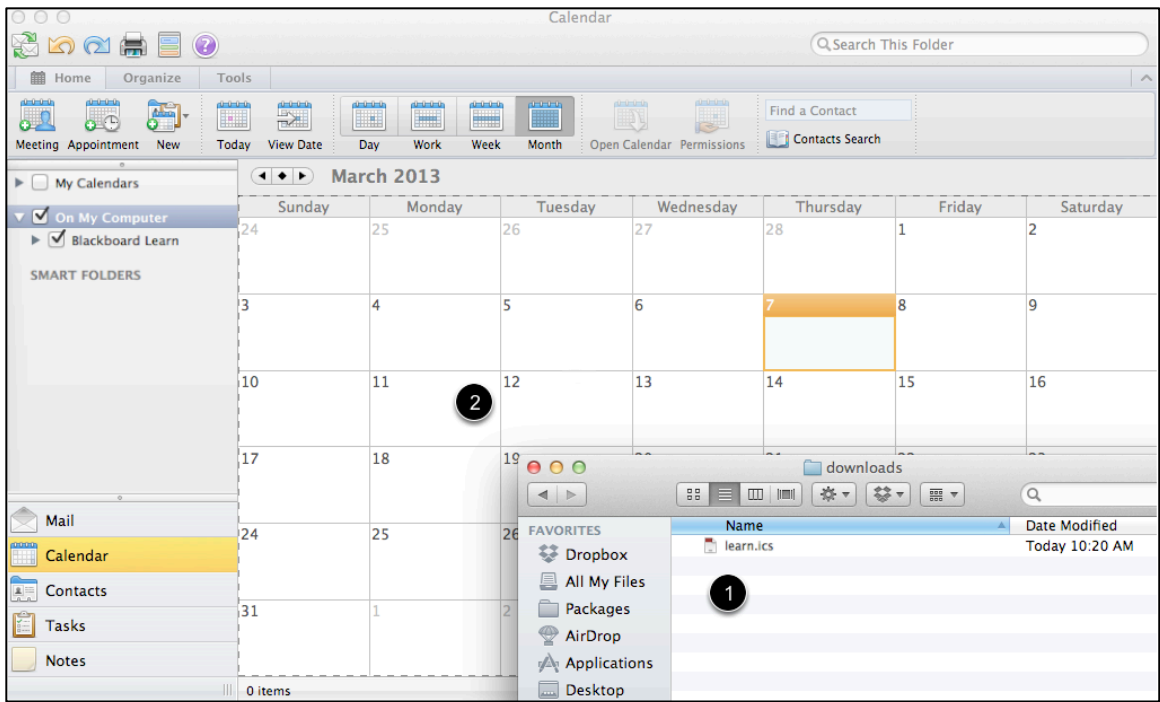 Calendar
Search This Folder
Home Organize Tools
Meeting Appointment New Today View Date Day Work Week Month Open Calendar Permissions
Find a Contact
Contacts Search
My Calendars
On My Computer
Blackboard Learn
SMART FOLDERS
Mail
Calendar
Contacts
Tasks
Notes
March 2013
Sunday Monday Tuesday Wednesday Thursday Friday Saturday
24 25 26 27 28 1 2
3 4 5 6 7 8 9
10 11 12 13 14 15 16
2
17 18 19
24 25 26
31 1 2
0 items
downloads
FAVORITES
Dropbox
All My Files
Packages
AirDrop
Applications
Desktop
Name Date Modified
learn.ics Today 10:20 AM
1